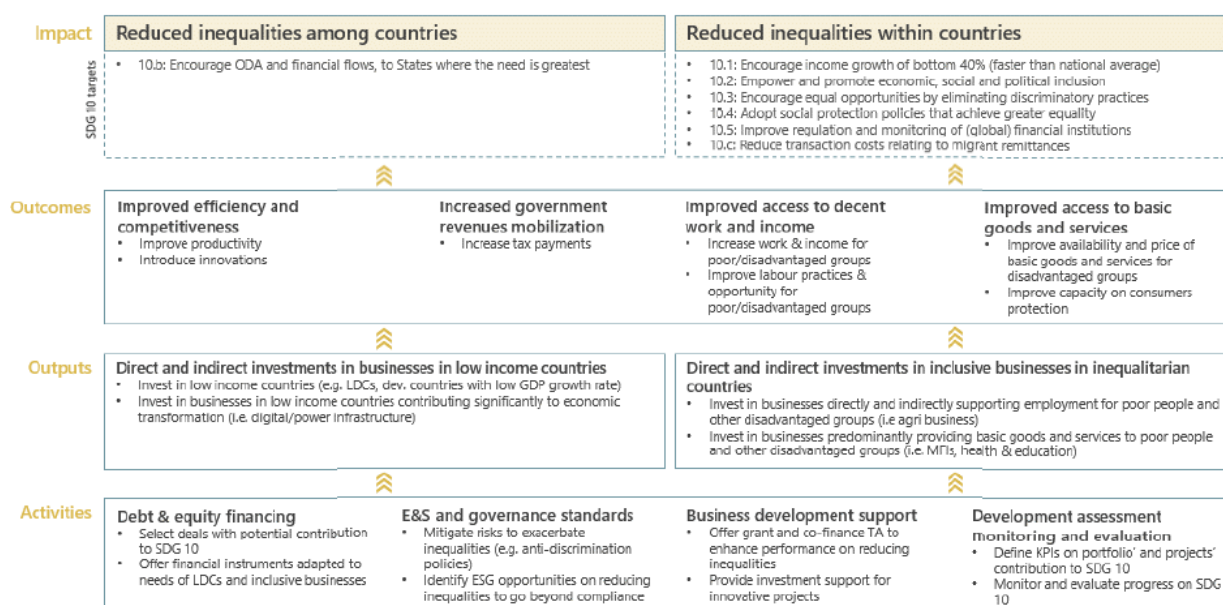 Impact
Reduced inequalities among countries
Reduced inequalities within countries
SDG 10 targets
• 10.b: Encourage ODA and financial flows, to States where the need is greatest
• 10.1: Encourage income growth of bottom 40% (faster than national average)
• 10.2: Empower and promote economic, social and political inclusion
• 10.3: Encourage equal opportunities by eliminating discriminatory practices
• 10.4: Adopt social protection policies that achieve greater equality
• 10.5: Improve regulation and monitoring of (global) financial institutions
• 10.c: Reduce transaction costs relating to migrant remittances
Outcomes
Improved efficiency and
competitiveness
• Improve productivity
• Introduce innovations
Increased government
revenues mobilization
• Increase tax payments
Improved access to decent
work and income
• Increase work & income for
poor/disadvantaged groups
• Improve labour practices &
opportunity for
poor/disadvantaged groups
Improved access to basic
goods and services
• Improve availability and price of
basic goods and services for
disadvantaged groups
• Improve capacity on consumers
protection
Outputs
Direct and indirect investments in businesses in low income countries
• Invest in low income countries (e.g. LDCs, dev. countries with low GDP growth rate)
• Invest in businesses in low income countries contributing significantly to economic
transformation (i.e. digital/power infrastructure)
Direct and indirect investments in inclusive businesses in inequalitarian
countries
• Invest in businesses directly and indirectly supporting employment for poor people and
other disadvantaged groups (i.e agri business)
• Invest in businesses predominantly providing basic goods and services to poor people
and other disadvantaged groups (i.e. MFIs, health & education)
Activities
Debt & equity financing
• Select deals with potential contribution
to SDG 10
• Offer financial instruments adapted to
needs of LDCs and inclusive businesses
E&S and governance standards
• Mitigate risks to exacerbate
inequalities (e.g. anti-discrimination
policies)
• Identify ESG opportunities on reducing
inequalities to go beyond compliance
Business development support
• Offer grant and co-finance TA to
enhance performance on reducing
inequalities
• Provide investment support for
innovative projects
Development assessment
monitoring and evaluation
• Define KPIs on portfolio' and projects'
contribution to SDG 10
• Monitor and evaluate progress on SDG
10